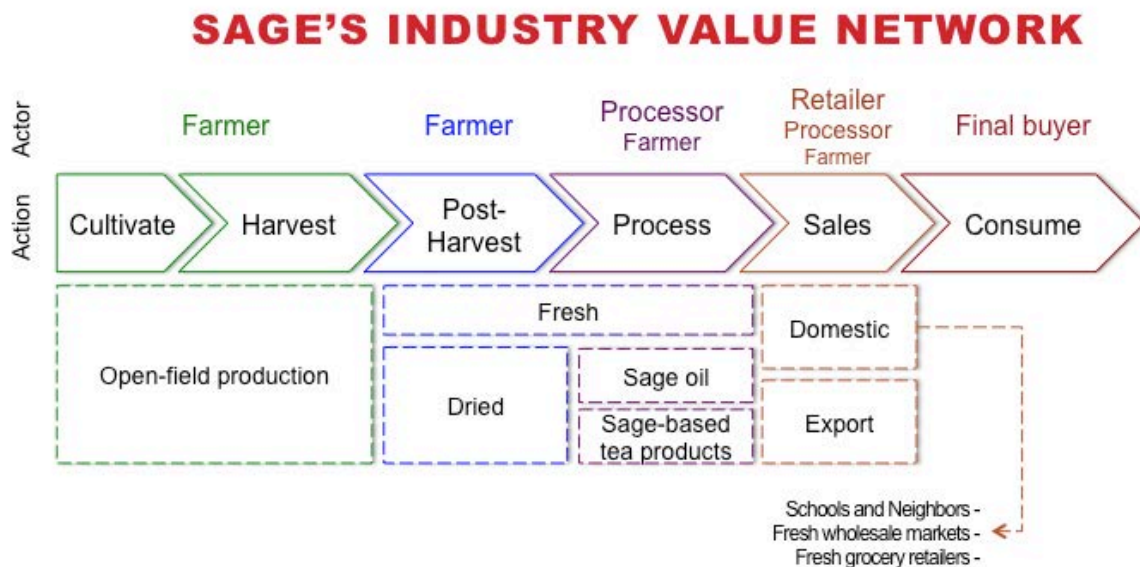 SAGE'S INDUSTRY VALUE NETWORK
Actor
Farmer
Farmer
Processor
Farmer
Retailer
Processor
Farmer
Final buyer
Action
Cultivate
Harvest
Post-
Harvest
Process
Sales
Consume
Open-field production
Fresh
Dried
Sage oil
Sage-based
tea products
Domestic
Export
Schools and Neighbors -
Fresh wholesale markets -
Fresh grocery retailers -